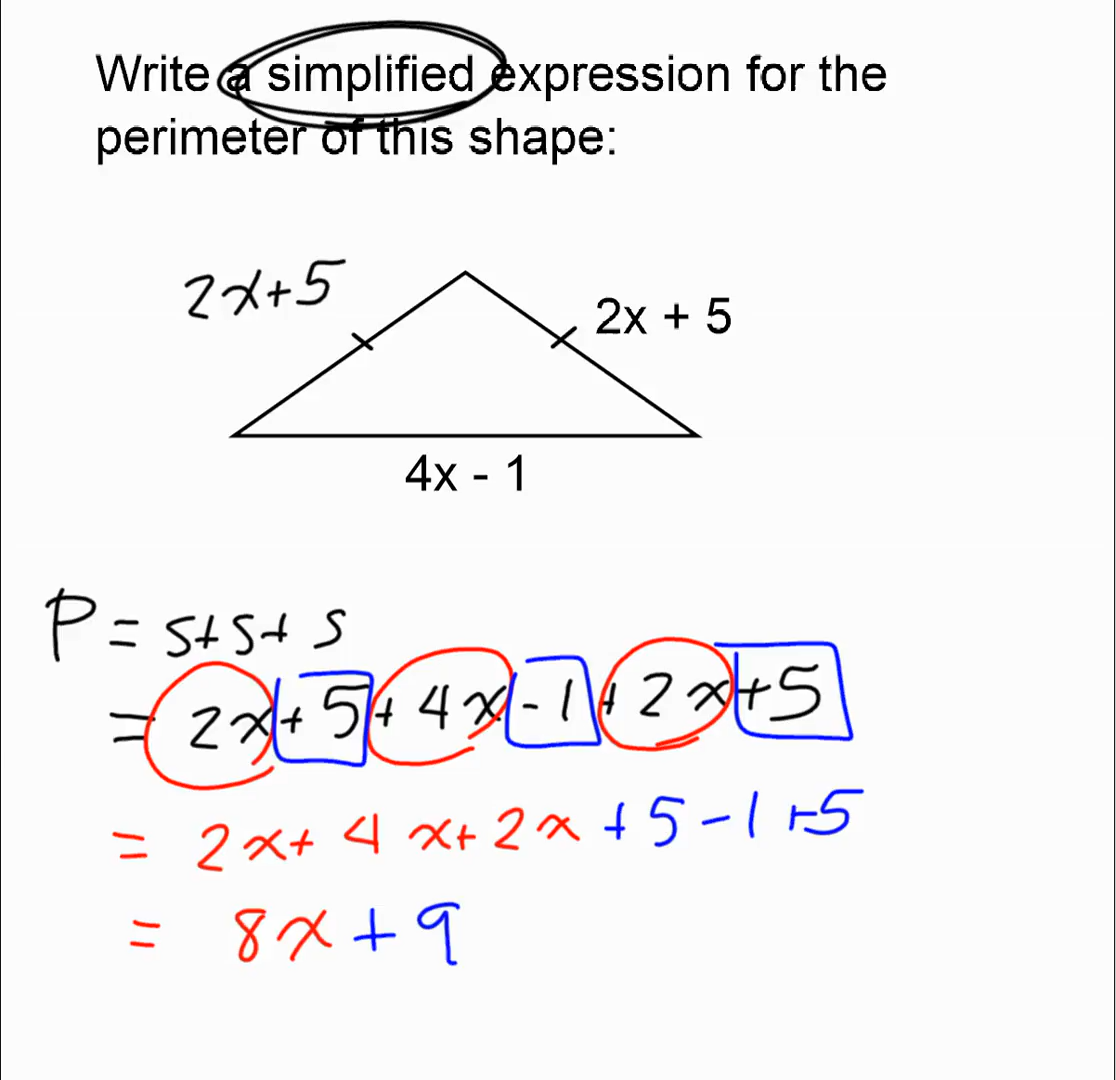 Write a simplified expression for the
perimeter of this shape:
2x+5
2x + 5
4x - 1
P = s+s+s
= 2x+5+4x-1+2x+5
= 2x+4x+2x+5-1+5
= 8x+9